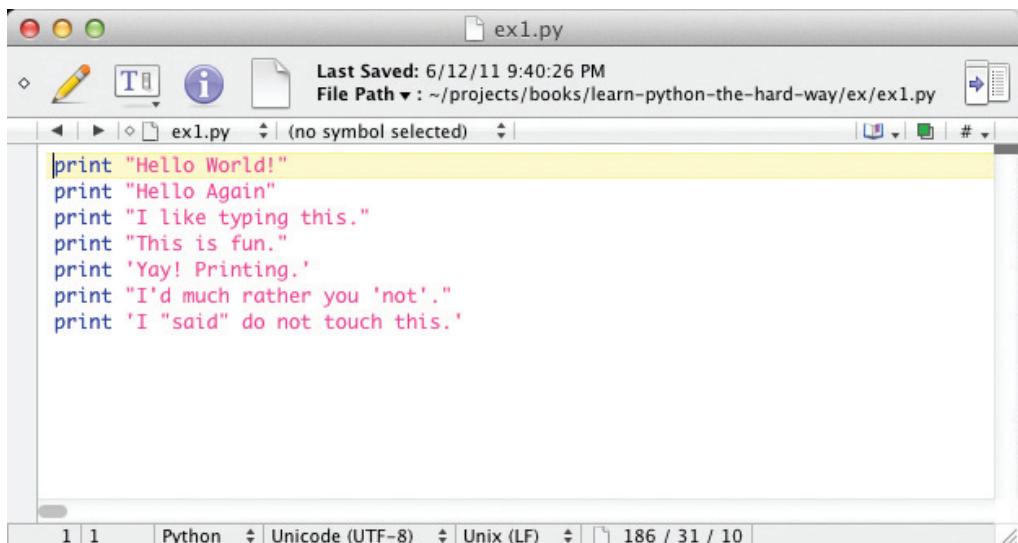 ex1.py
Last Saved: 6/12/11 9:40:26 PM
File Path ▾ : ~/projects/books/learn-python-the-hard-way/ex/ex1.py
ex1.py (no symbol selected) #
print "Hello World!"
print "Hello Again"
print "I like typing this."
print "This is fun."
print 'Yay! Printing.'
print "I'd much rather you 'not'."
print 'I "said" do not touch this.'
1 1 Python Unicode (UTF-8) Unix (LF) 186 / 31 / 10